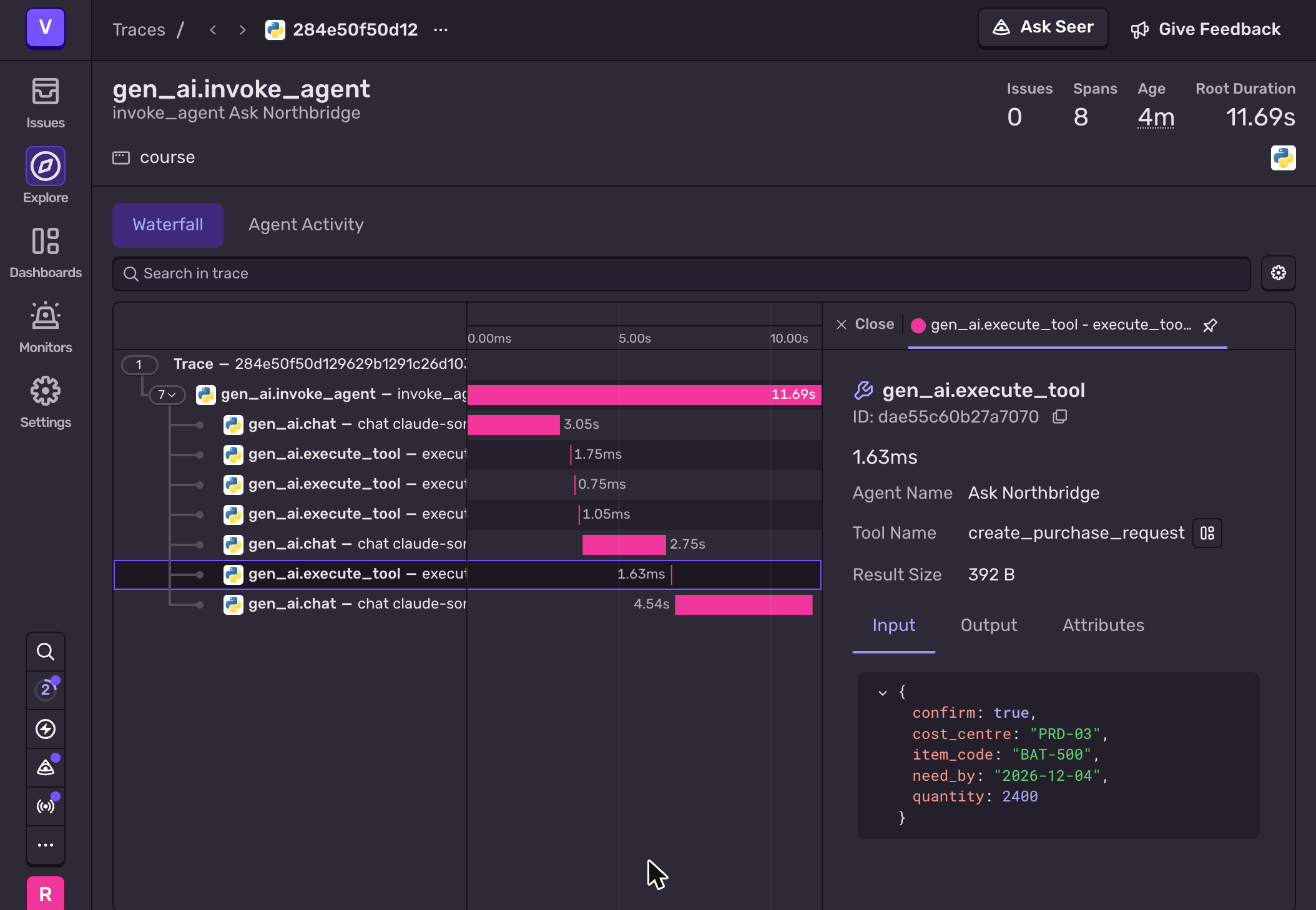 V
Traces / < > 284e50f50d12 ...
Ask Seer
Give Feedback
Issues
Explore
Dashboards
Monitors
Settings
2
...
R
gen_ai.invoke_agent
invoke_agent Ask Northbridge
Issues Spans Age Root Duration
0 8 4m 11.69s
course
Waterfall Agent Activity
Search in trace
0.00ms 5.00s 10.00s
1 Trace — 284e50f50d129629b1291c26d103
7 gen_ai.invoke_agent — invoke_ag 11.69s
gen_ai.chat — chat claude-sor 3.05s
gen_ai.execute_tool — execut 1.75ms
gen_ai.execute_tool — execut 0.75ms
gen_ai.execute_tool — execut 1.05ms
gen_ai.chat — chat claude-sor 2.75s
gen_ai.execute_tool — execut 1.63ms
gen_ai.chat — chat claude-sor 4.54s
Close gen_ai.execute_tool - execute_too...
gen_ai.execute_tool
ID: dae55c60b27a7070
1.63ms
Agent Name Ask Northbridge
Tool Name create_purchase_request
Result Size 392 B
Input Output Attributes
{
confirm: true,
cost_centre: "PRD-03",
item_code: "BAT-500",
need_by: "2026-12-04",
quantity: 2400
}